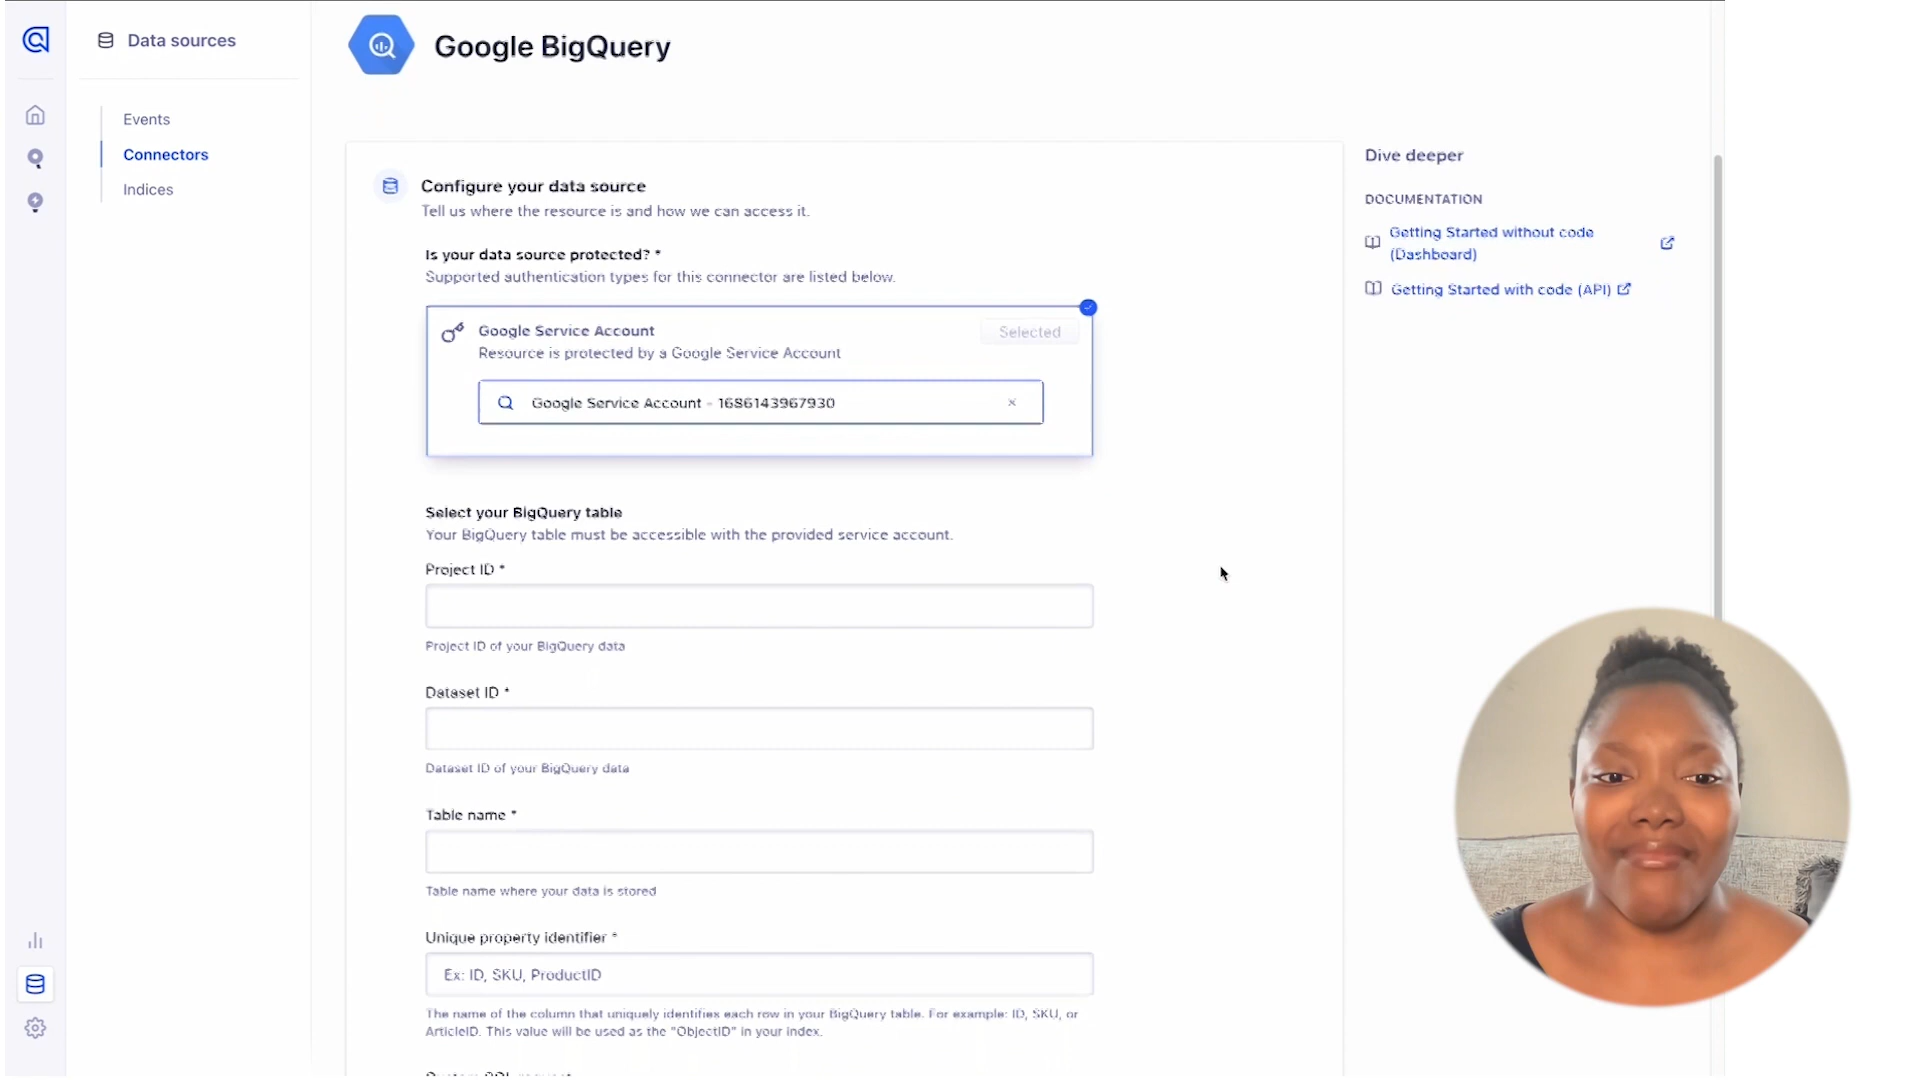 Data sources
Events
Connectors
Indices
Google BigQuery
Configure your data source
Tell us where the resource is and how we can access it.
Is your data source protected? *
Supported authentication types for this connector are listed below.
Google Service Account
Selected
Resource is protected by a Google Service Account
Google Service Account - 1686143967930
Select your BigQuery table
Your BigQuery table must be accessible with the provided service account.
Project ID *
Project ID of your BigQuery data
Dataset ID *
Dataset ID of your BigQuery data
Table name *
Table name where your data is stored
Unique property identifier *
Ex: ID, SKU, ProductID
The name of the column that uniquely identifies each row in your BigQuery table. For example: ID, SKU, or
ArticleID. This value will be used as the "ObjectID" in your index.
Dive deeper
DOCUMENTATION
Getting Started without code
(Dashboard)
Getting Started with code (API)